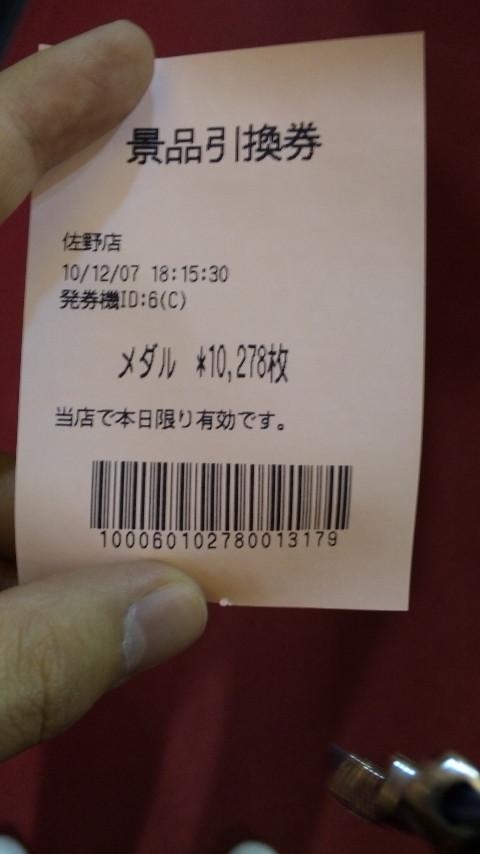 景品引換券
佐野店
10/12/07 18:15:30
発券機ID:6(C)
メダル *10,278枚
当店で本日限り有効です。
100060102780013179